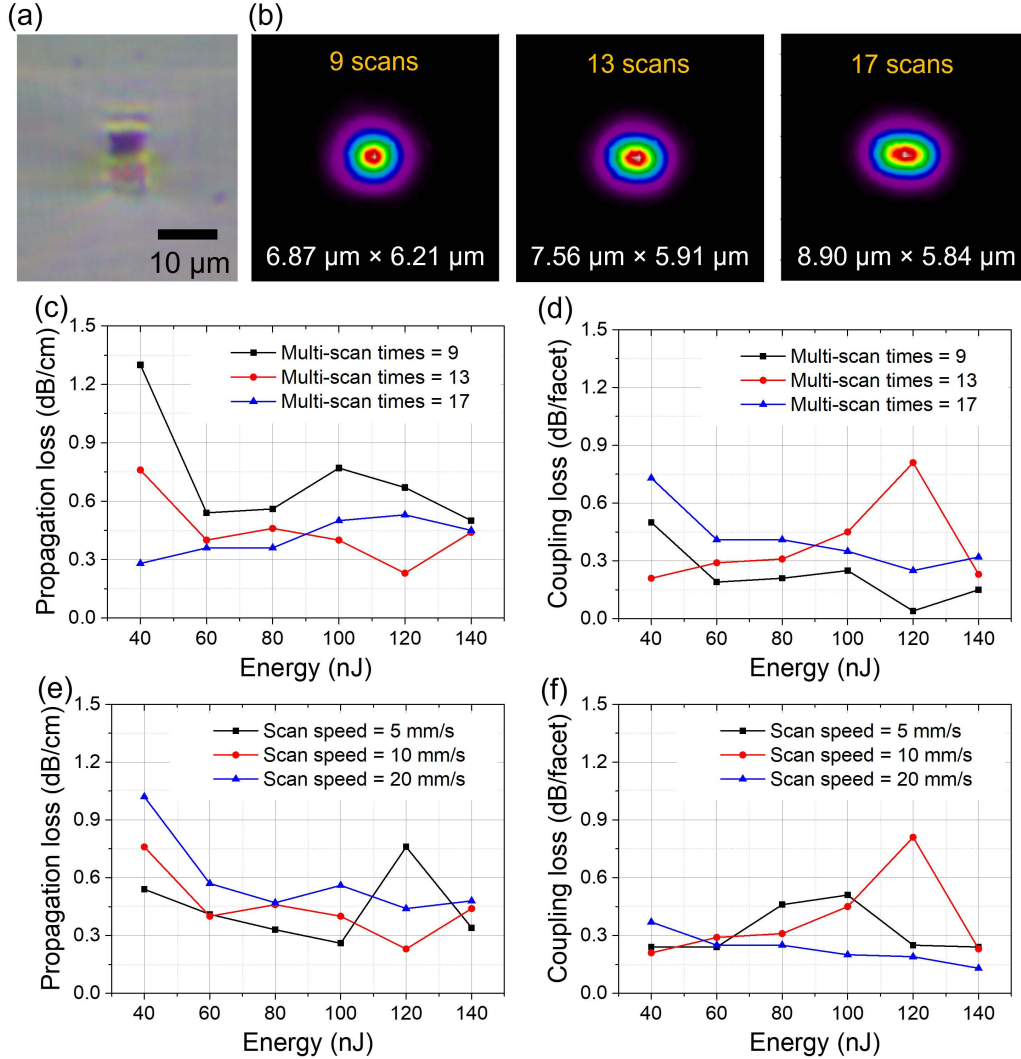 (a)
(b)
9 scans
13 scans
17 scans
10 µm
6.87 µm × 6.21 µm
7.56 µm × 5.91 µm
8.90 µm × 5.84 µm
(c)
Propagation loss (dB/cm)
1.5
1.2
0.9
0.6
0.3
0.0
Multi-scan times = 9
Multi-scan times = 13
Multi-scan times = 17
40 60 80 100 120 140
Energy (nJ)
(d)
Coupling loss (dB/facet)
1.5
1.2
0.9
0.6
0.3
0.0
Multi-scan times = 9
Multi-scan times = 13
Multi-scan times = 17
40 60 80 100 120 140
Energy (nJ)
(e)
Propagation loss (dB/cm)
1.5
1.2
0.9
0.6
0.3
0.0
Scan speed = 5 mm/s
Scan speed = 10 mm/s
Scan speed = 20 mm/s
40 60 80 100 120 140
Energy (nJ)
(f)
Coupling loss (dB/facet)
1.5
1.2
0.9
0.6
0.3
0.0
Scan speed = 5 mm/s
Scan speed = 10 mm/s
Scan speed = 20 mm/s
40 60 80 100 120 140
Energy (nJ)